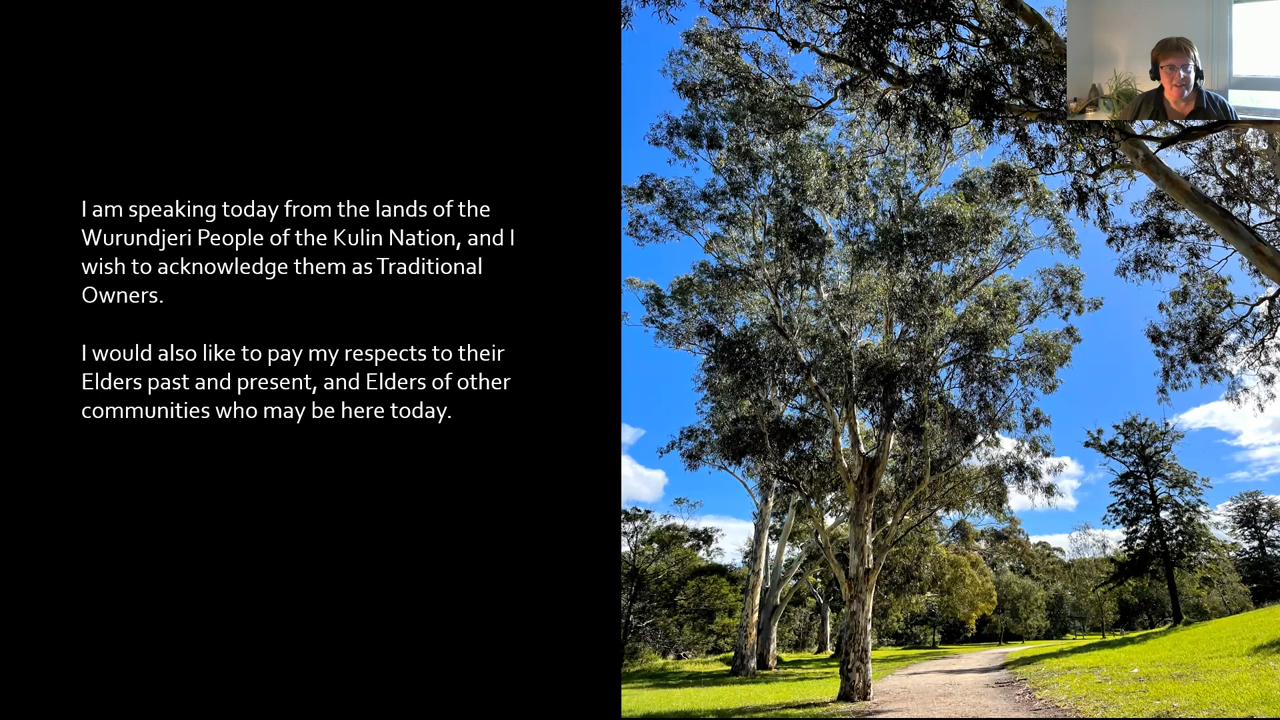 I am speaking today from the lands of the
Wurundjeri People of the Kulin Nation, and I
wish to acknowledge them as Traditional
Owners.
I would also like to pay my respects to their
Elders past and present, and Elders of other
communities who may be here today.